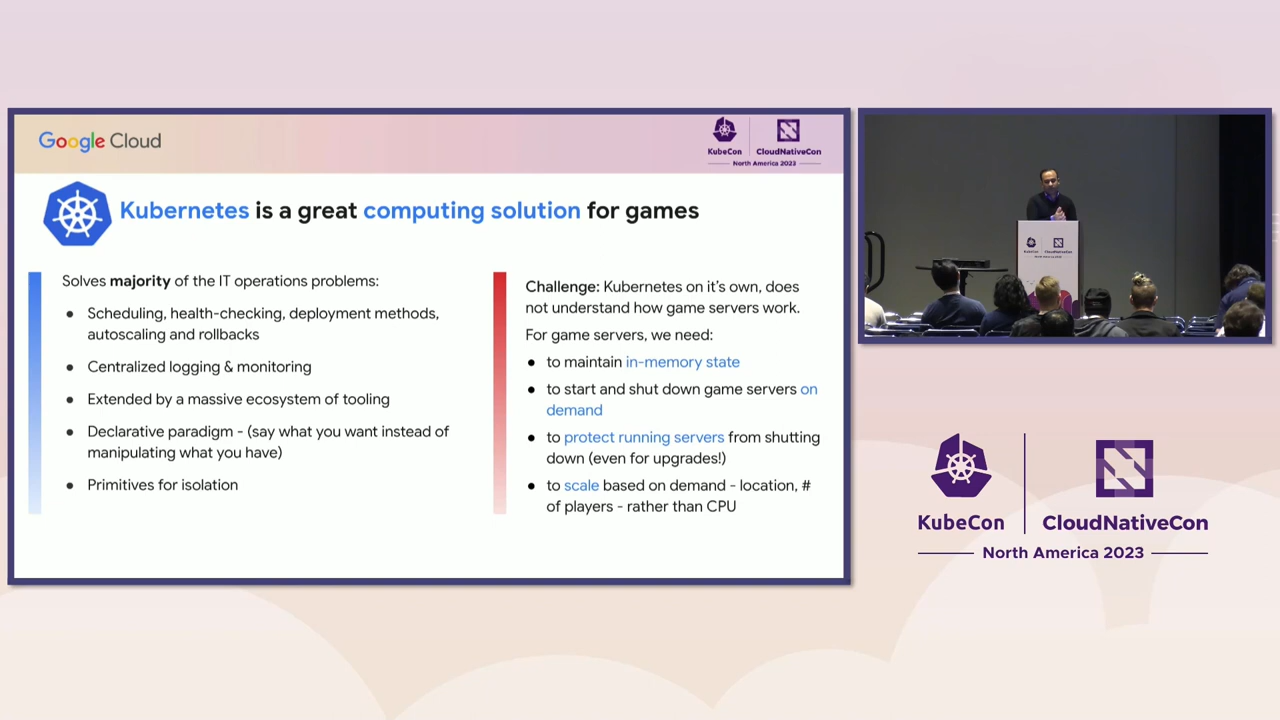 Google Cloud
KubeCon
CloudNativeCon
North America 2023
Kubernetes is a great computing solution for games
Solves majority of the IT operations problems:
● Scheduling, health-checking, deployment methods,
autoscaling and rollbacks
● Centralized logging & monitoring
● Extended by a massive ecosystem of tooling
● Declarative paradigm - (say what you want instead of
manipulating what you have)
● Primitives for isolation
Challenge: Kubernetes on it's own, does
not understand how game servers work.
For game servers, we need:
● to maintain in-memory state
● to start and shut down game servers on
demand
● to protect running servers from shutting
down (even for upgrades!)
● to scale based on demand - location, #
of players - rather than CPU
KubeCon
CloudNativeCon
North America 2023